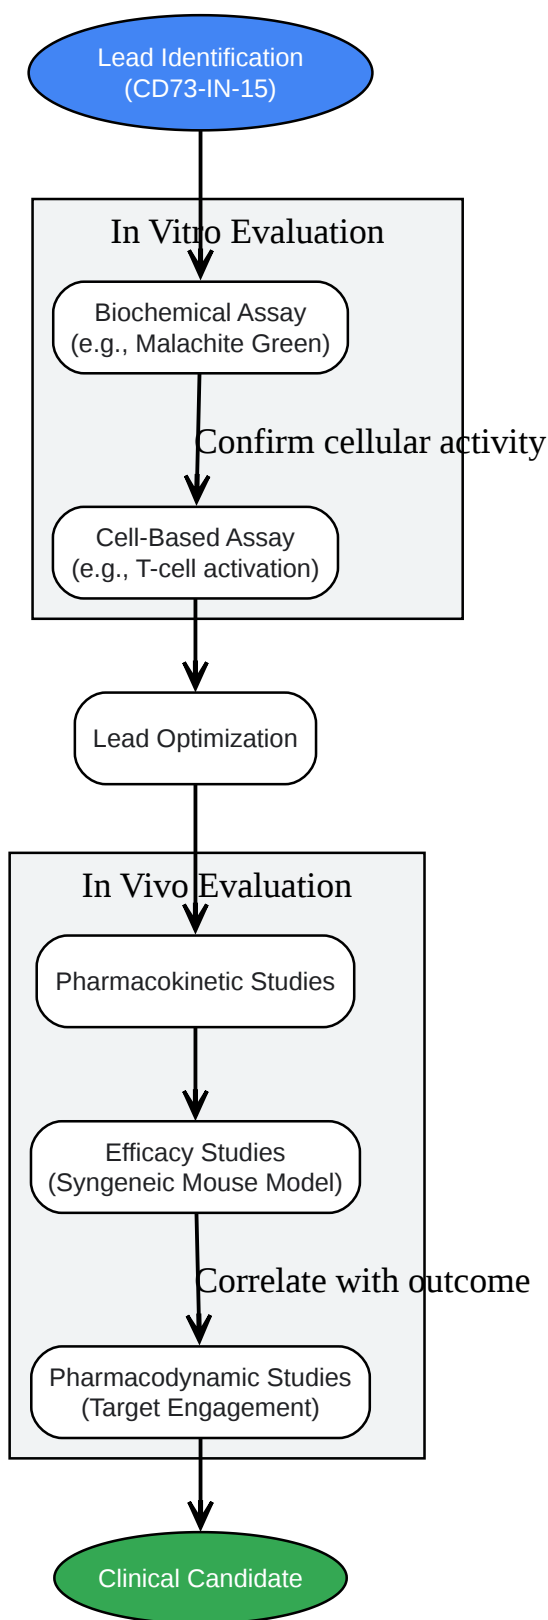 Lead Identification
(CD73-IN-15)
In Vitro Evaluation
Biochemical Assay
(e.g., Malachite Green)
Confirm cellular activity
Cell-Based Assay
(e.g., T-cell activation)
Lead Optimization
In Vivo Evaluation
Pharmacokinetic Studies
Efficacy Studies
(Syngeneic Mouse Model)
Correlate with outcome
Pharmacodynamic Studies
(Target Engagement)
Clinical Candidate